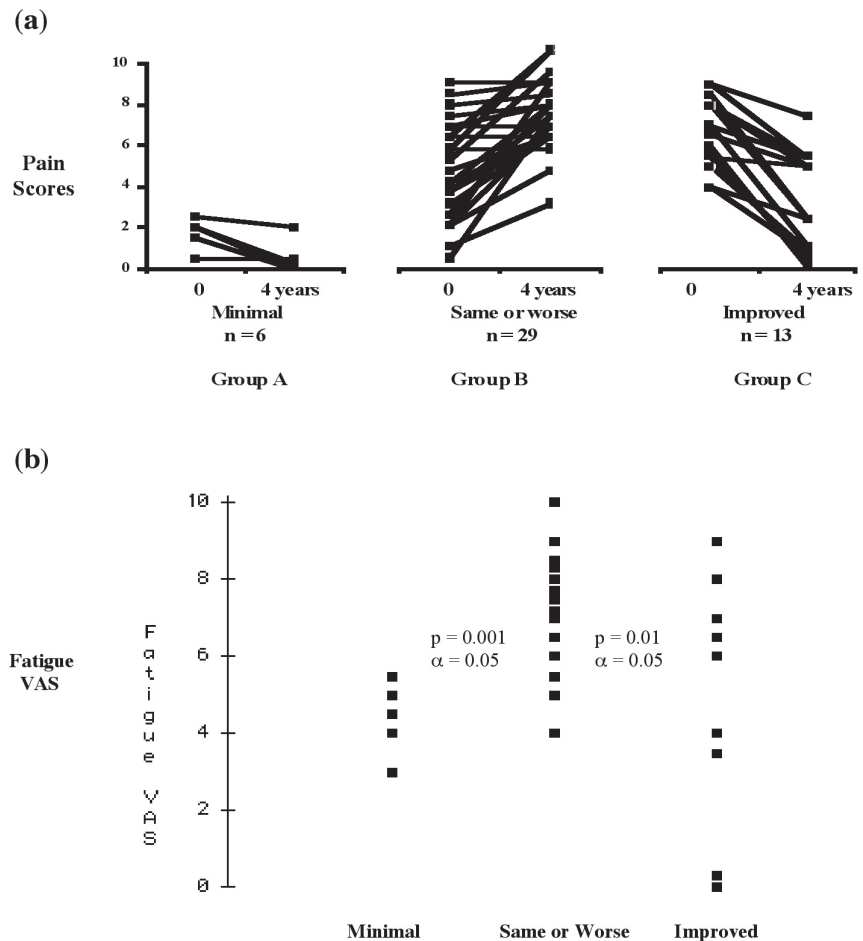 (a)
10
8
6
4
2
0
Pain
Scores
0 4 years
Minimal
n = 6
Group A
0 4 years
Same or worse
n = 29
Group B
0 4 years
Improved
n = 13
Group C
(b)
Fatigue
VAS
Fatigue VAS
10
8
6
4
2
0
p = 0.001
α = 0.05
p = 0.01
α = 0.05
Minimal Same or Worse Improved